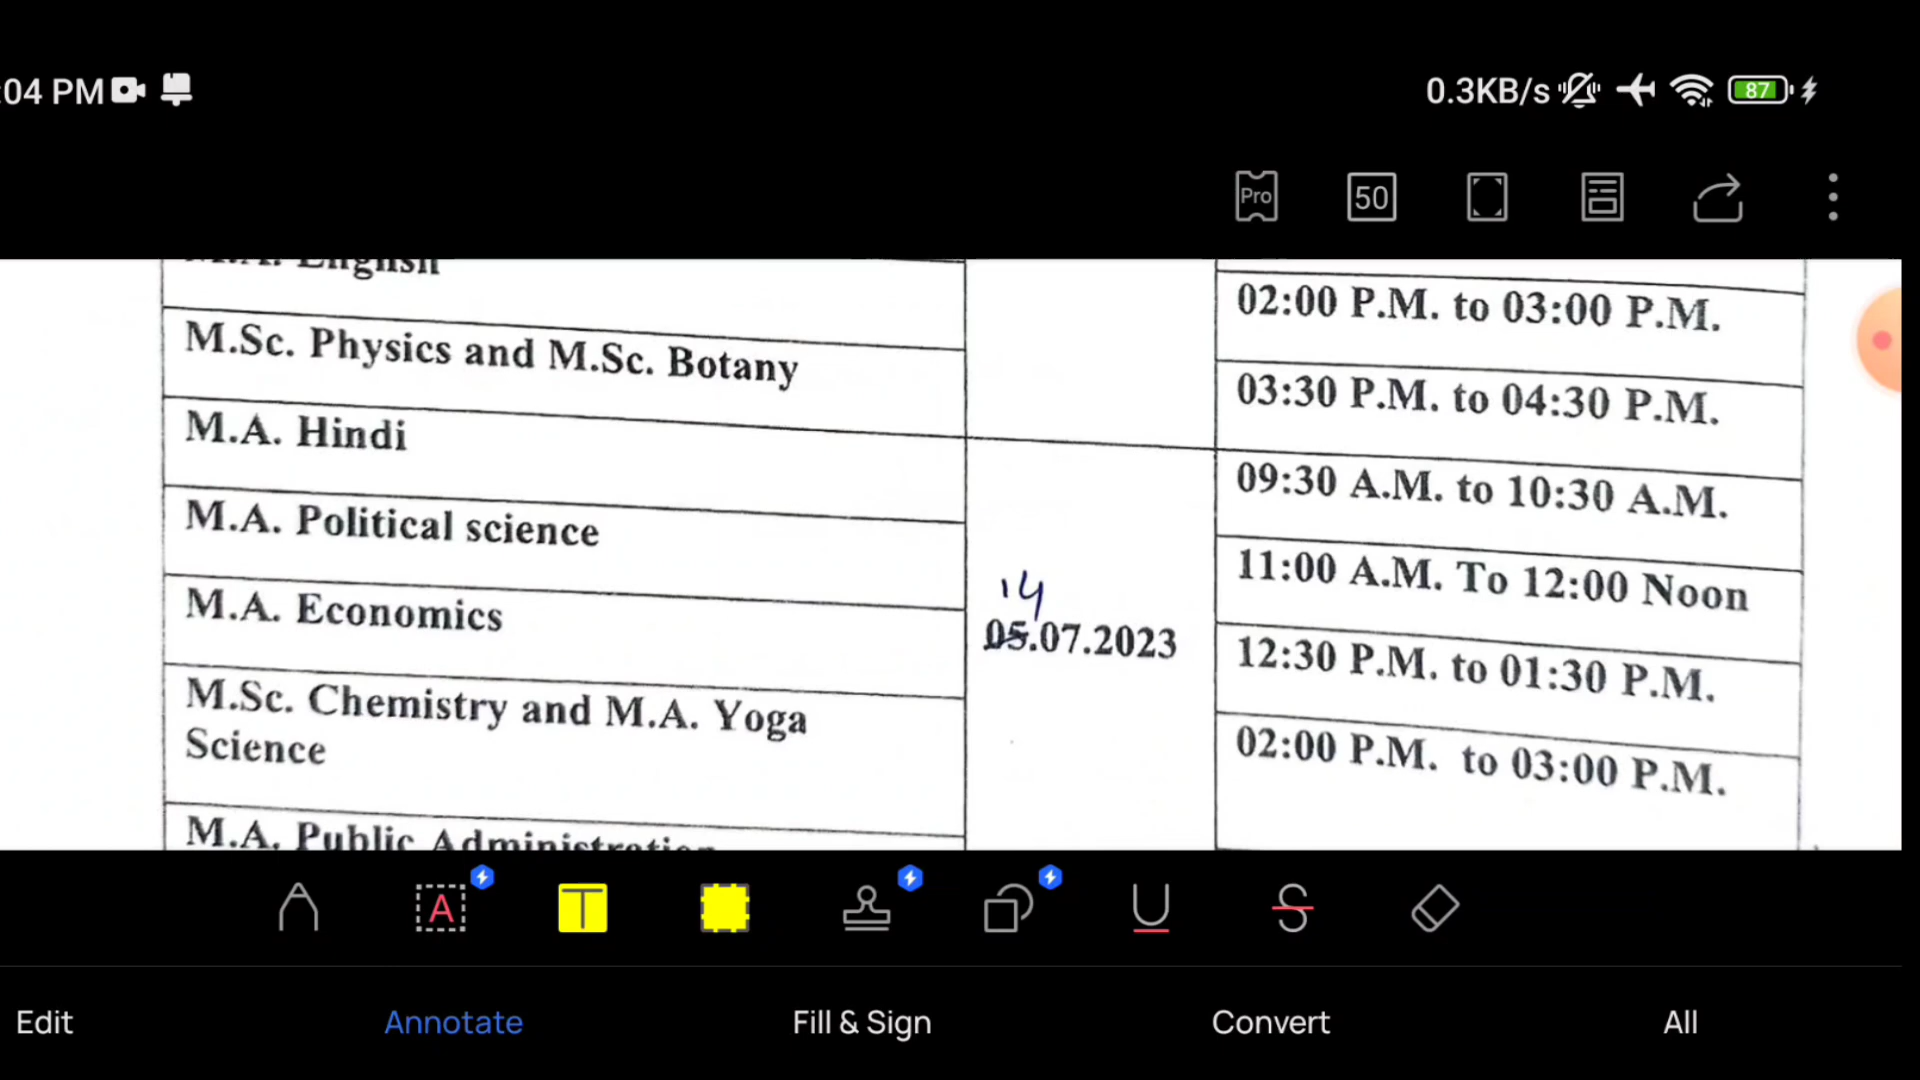 :04 PM
0.3KB/s
87
Pro
50
M.A. English
02:00 P.M. to 03:00 P.M.
M.Sc. Physics and M.Sc. Botany
03:30 P.M. to 04:30 P.M.
M.A. Hindi
09:30 A.M. to 10:30 A.M.
M.A. Political science
11:00 A.M. To 12:00 Noon
14
05.07.2023
M.A. Economics
12:30 P.M. to 01:30 P.M.
M.Sc. Chemistry and M.A. Yoga
Science
02:00 P.M. to 03:00 P.M.
M.A. Public Administration
A
T
U
S
Edit
Annotate
Fill & Sign
Convert
All